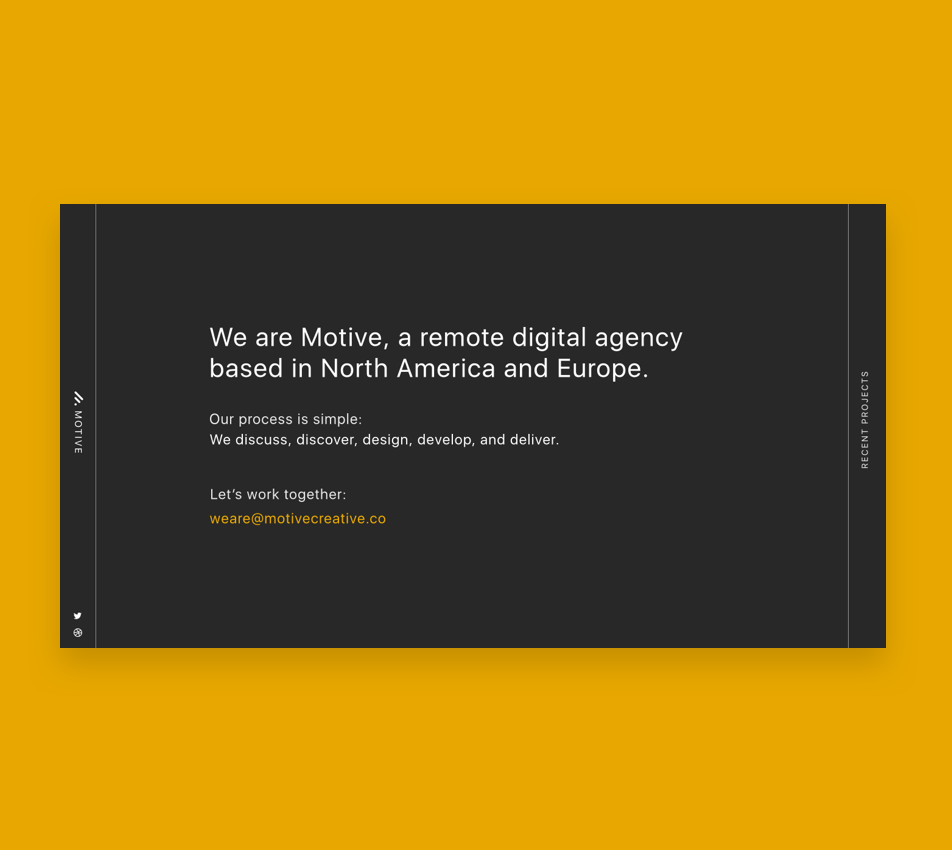 MOTIVE
We are Motive, a remote digital agency
based in North America and Europe.
Our process is simple:
We discuss, discover, design, develop, and deliver.
Let’s work together:
weare@motivecreative.co
RECENT PROJECTS